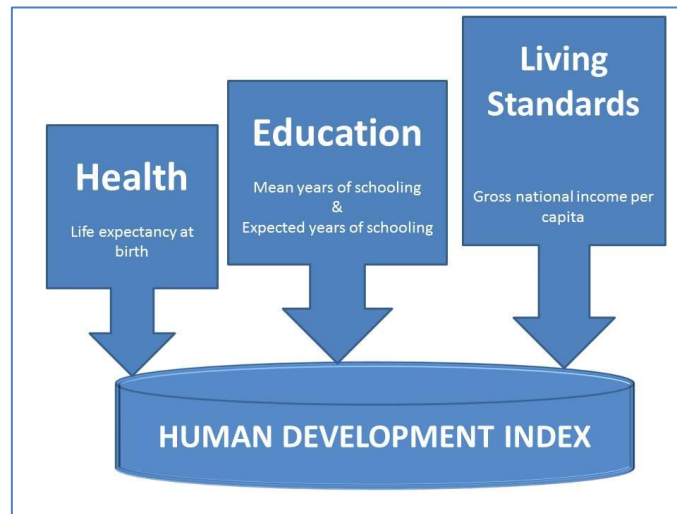 Health
Life expectancy at
birth
Education
Mean years of schooling
&
Expected years of schooling
Living
Standards
Gross national income per
capita
HUMAN DEVELOPMENT INDEX